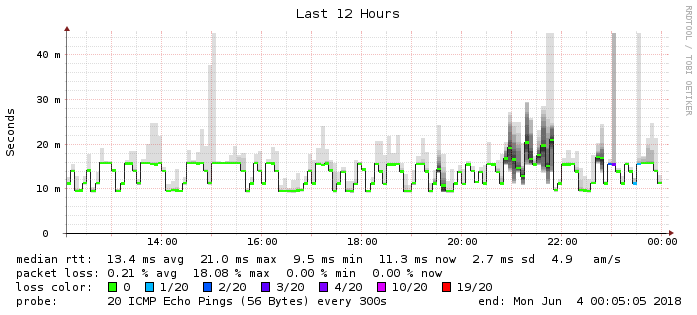 Last 12 Hours
RRDTOOL / TOBI OETIKER
Seconds
40 m
30 m
20 m
10 m
0
14:00 16:00 18:00 20:00 22:00 00:00
median rtt: 13.4 ms avg 21.0 ms max 9.5 ms min 11.3 ms now 2.7 ms sd 4.9 am/s
packet loss: 0.21 % avg 18.08 % max 0.00 % min 0.00 % now
loss color: 0 1/20 2/20 3/20 4/20 10/20 19/20
probe: 20 ICMP Echo Pings (56 Bytes) every 300s end: Mon Jun 4 00:05:05 2018